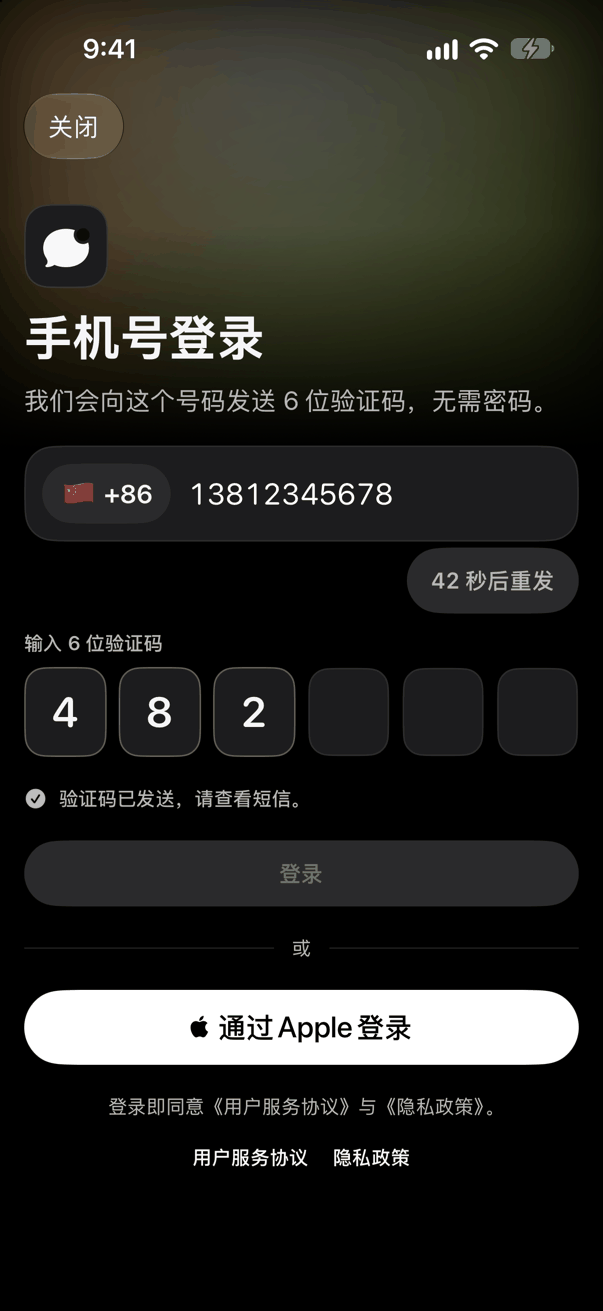 9:41
关闭
手机号登录
我们会向这个号码发送 6 位验证码，无需密码。
+86 13812345678
42 秒后重发
输入 6 位验证码
4 8 2
验证码已发送，请查看短信。
登录
或
通过 Apple 登录
登录即同意《用户服务协议》与《隐私政策》。
用户服务协议 隐私政策